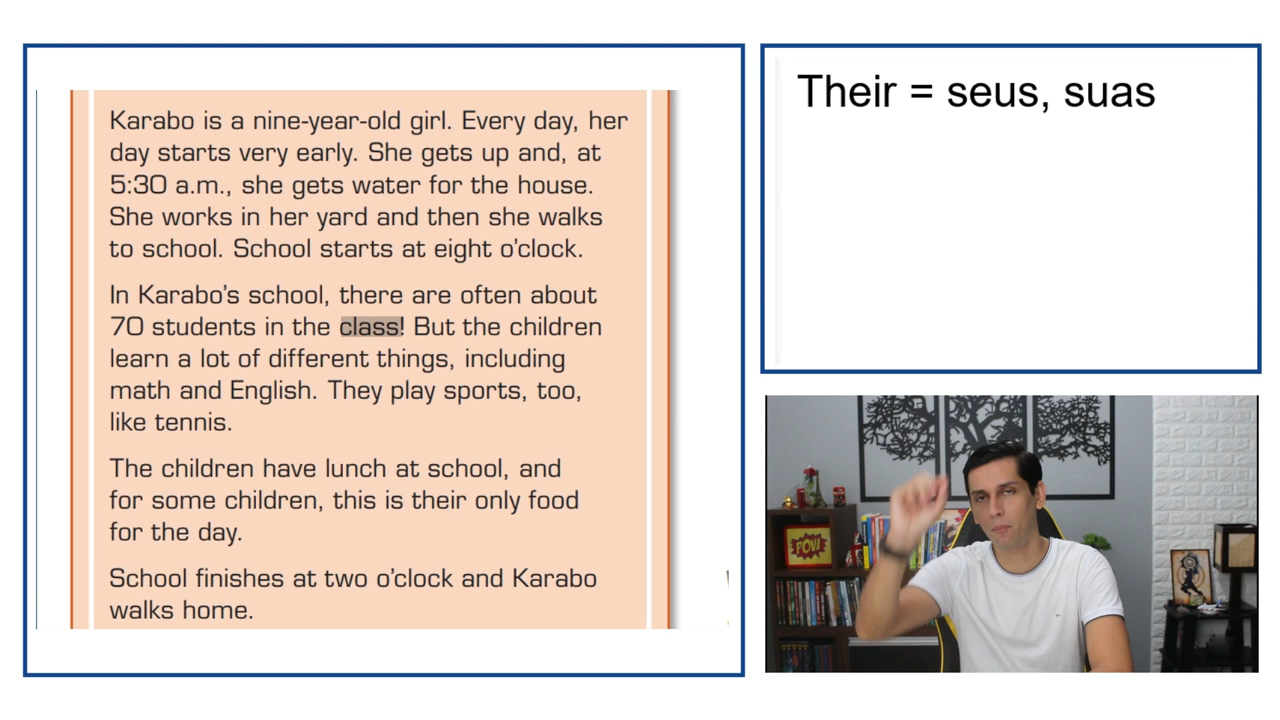 Karabo is a nine-year-old girl. Every day, her
day starts very early. She gets up and, at
5:30 a.m., she gets water for the house.
She works in her yard and then she walks
to school. School starts at eight o'clock.
In Karabo's school, there are often about
70 students in the class! But the children
learn a lot of different things, including
math and English. They play sports, too,
like tennis.
The children have lunch at school, and
for some children, this is their only food
for the day.
School finishes at two o'clock and Karabo
walks home.
Their = seus, suas
POW!